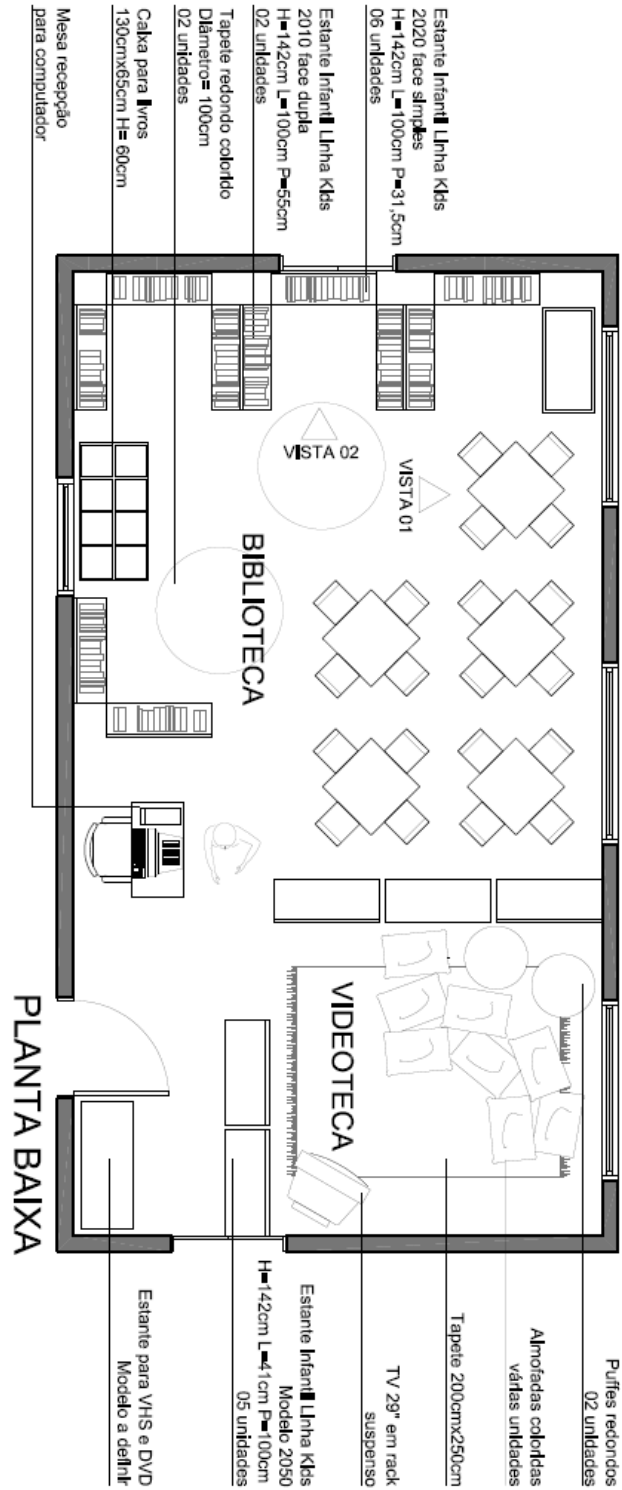 Estante Infantil Linha Kids
2020 face simples
H=142cm L=100cm P=31,5cm
06 unidades
Estante Infantil Linha Kids
2010 face dupla
H=142cm L=100cm P=55cm
02 unidades
Tapete redondo colorido
Diâmetro= 100cm
02 unidades
Caixa para livros
130cmx65cm H= 60cm
Mesa recepção
para computador
VISTA 01
VISTA 02
BIBLIOTECA
VIDEOTECA
PLANTA BAIXA
Puffes redondos
02 unidades
Almofadas coloridas
várias unidades
Tapete 200cmx250cm
TV 29" em rack
suspenso
Estante Infantil Linha Kids
Modelo 2050
H=142cm L=41cm P=100cm
05 unidades
Estante para VHS e DVD
Modelo a definir